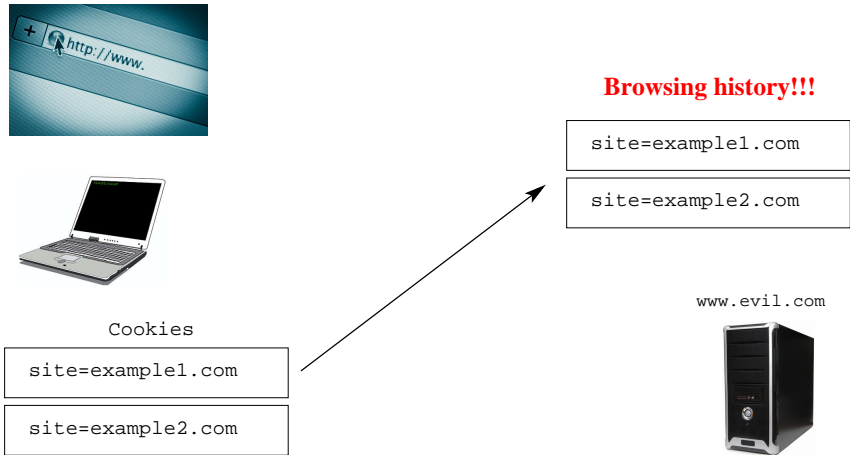 + http://www.
Browsing history!!!
site=example1.com
site=example2.com
www.evil.com
Cookies
site=example1.com
site=example2.com